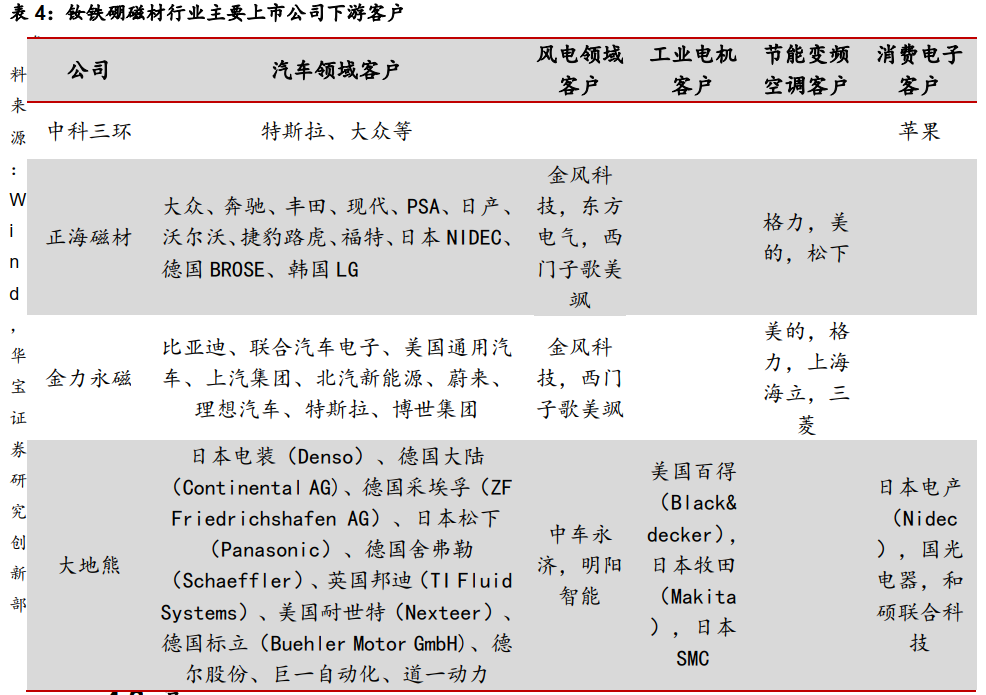 表 4：钕铁硼磁材行业主要上市公司下游客户
公司 汽车领域客户 风电领域客户 工业电机客户 节能变频空调客户 消费电子客户
中科三环 特斯拉、大众等 苹果
正海磁材
大众、奔驰、丰田、现代、PSA、日产、
沃尔沃、捷豹路虎、福特、日本 NIDEC、
德国 BROSE、韩国 LG
金风科
技，东方
电气，西
门子歌美
飒
格力，美
的，松下
金力永磁
比亚迪、联合汽车电子、美国通用汽
车、上汽集团、北汽新能源、蔚来、
理想汽车、特斯拉、博世集团
金风科
技，西门
子歌美飒
美的，格
力，上海
海立，三
菱
大地熊
日本电装（Denso）、德国大陆
（Continental AG)、德国采埃孚（ZF
Friedrichshafen AG）、日本松下
（Panasonic）、德国舍弗勒
（Schaeffler）、英国邦迪（TI Fluid
Systems）、美国耐世特（Nexteer）、
德国标立（Buehler Motor GmbH)、德
尔股份、巨一自动化、道一动力
中车永
济，明阳
智能
美国百得
（Black&
decker），
日本牧田
（Makita
），日本
SMC
日本电产
（Nidec
），国光
电器，和
硕联合科
技
料
来
源
：
W
i
n
d
，
华
宝
证
券
研
究
创
新
部